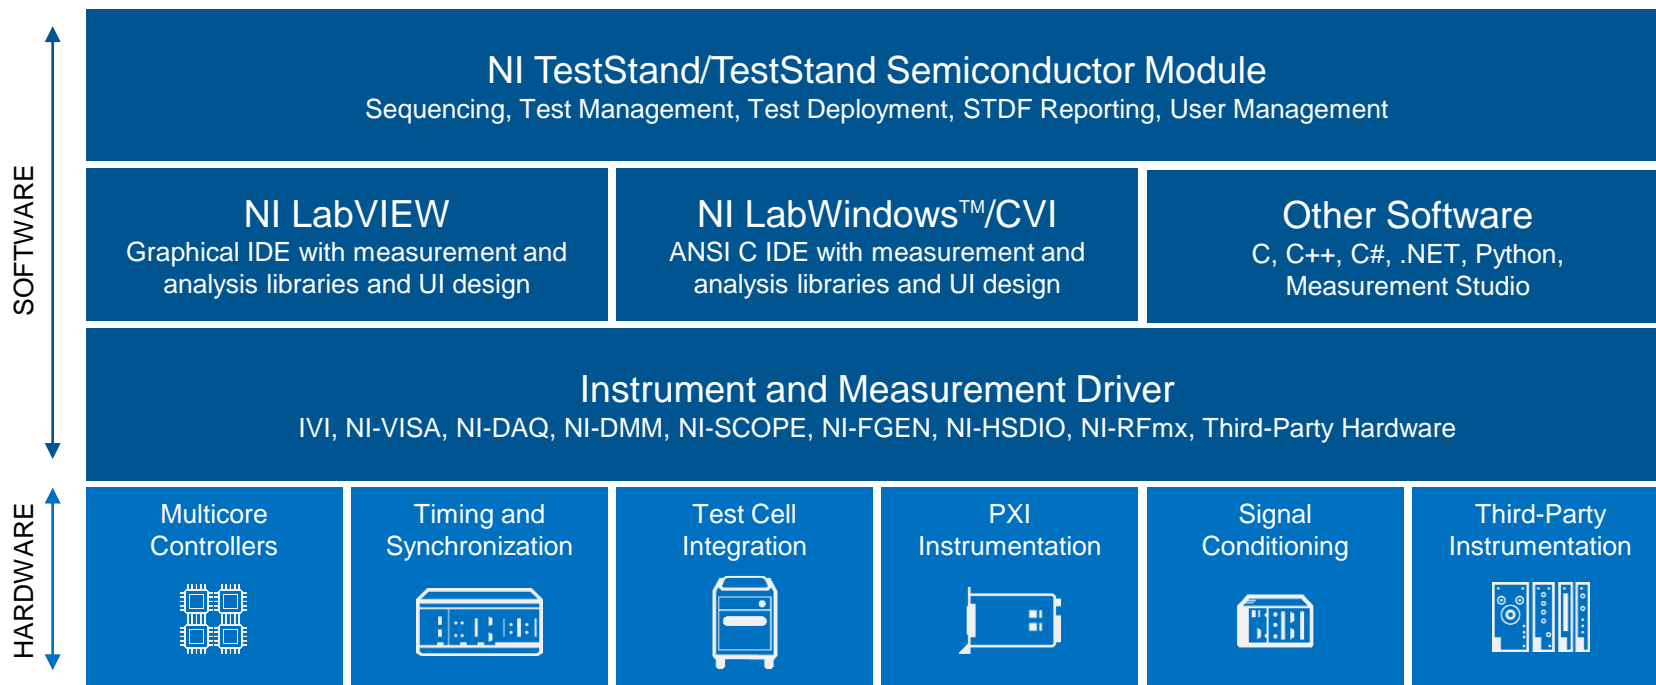 NI TestStand/TestStand Semiconductor Module
Sequencing, Test Management, Test Deployment, STDF Reporting, User Management
SOFTWARE
NI LabVIEW
Graphical IDE with measurement and
analysis libraries and UI design
NI LabWindows™/CVI
ANSI C IDE with measurement and
analysis libraries and UI design
Other Software
C, C++, C#, .NET, Python,
Measurement Studio
Instrument and Measurement Driver
IVI, NI-VISA, NI-DAQ, NI-DMM, NI-SCOPE, NI-FGEN, NI-HSDIO, NI-RFmx, Third-Party Hardware
HARDWARE
Multicore
Controllers
Timing and
Synchronization
Test Cell
Integration
PXI
Instrumentation
Signal
Conditioning
Third-Party
Instrumentation